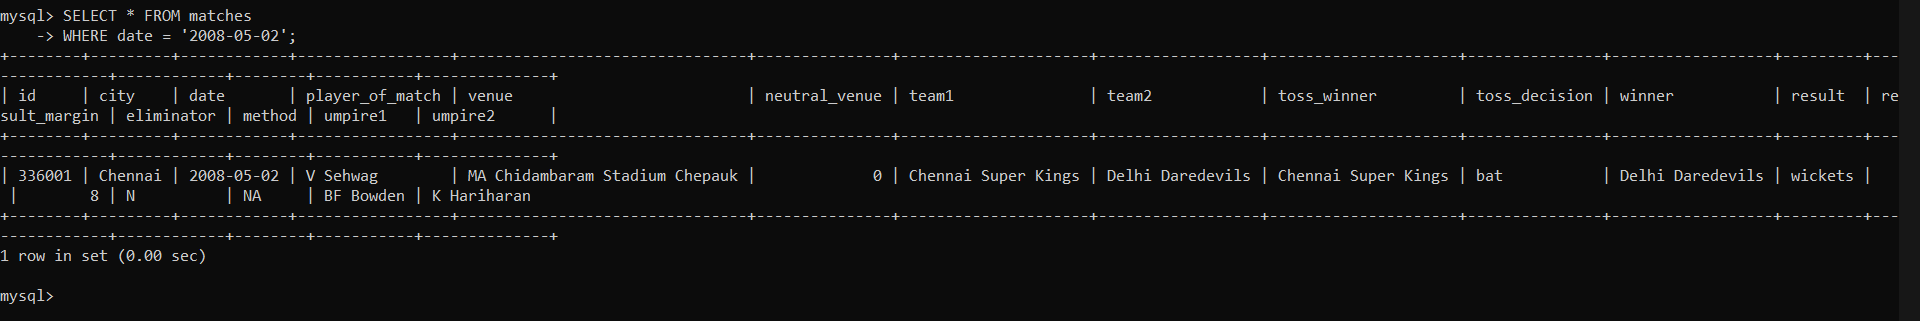 mysql> SELECT * FROM matches
    -> WHERE date = '2008-05-02';
+--------+---------+------------+-----------------+--------------------------------+---------------+---------------------+------------------+---------------------+---------------+------------------+---------+---
------------+------------+--------+-----------+--------------+
| id     | city    | date       | player_of_match | venue                          | neutral_venue | team1               | team2            | toss_winner         | toss_decision | winner           | result  | re
sult_margin | eliminator | method | umpire1   | umpire2      |
+--------+---------+------------+-----------------+--------------------------------+---------------+---------------------+------------------+---------------------+---------------+------------------+---------+---
------------+------------+--------+-----------+--------------+
| 336001 | Chennai | 2008-05-02 | V Sehwag        | MA Chidambaram Stadium Chepauk |             0 | Chennai Super Kings | Delhi Daredevils | Chennai Super Kings | bat           | Delhi Daredevils | wickets |
 |        8 | N          | NA     | BF Bowden | K Hariharan
+--------+---------+------------+-----------------+--------------------------------+---------------+---------------------+------------------+---------------------+---------------+------------------+---------+---
------------+------------+--------+-----------+--------------+
1 row in set (0.00 sec)
mysql>